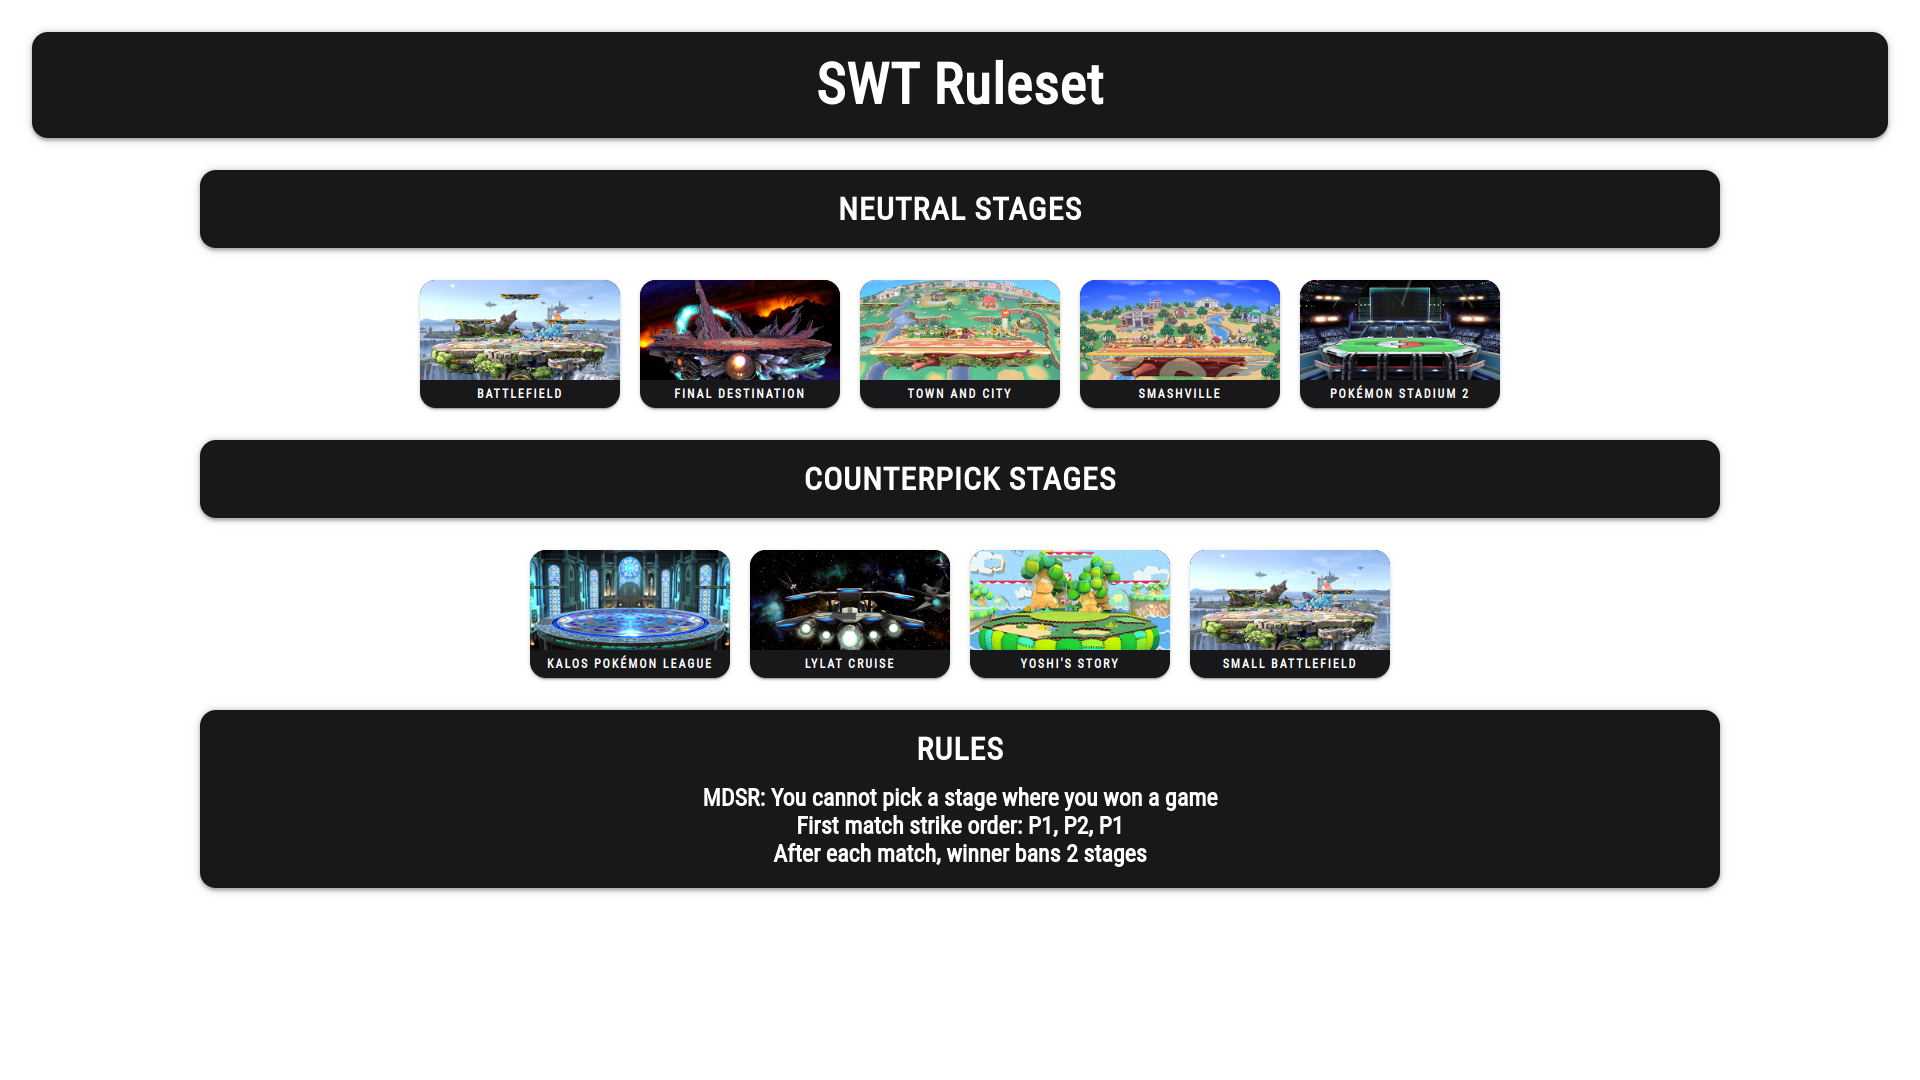 SWT Ruleset
NEUTRAL STAGES
BATTLEFIELD
FINAL DESTINATION
TOWN AND CITY
SMASHVILLE
POKÉMON STADIUM 2
COUNTERPICK STAGES
KALOS POKÉMON LEAGUE
LYLAT CRUISE
YOSHI'S STORY
SMALL BATTLEFIELD
RULES
MDSR: You cannot pick a stage where you won a game
First match strike order: P1, P2, P1
After each match, winner bans 2 stages